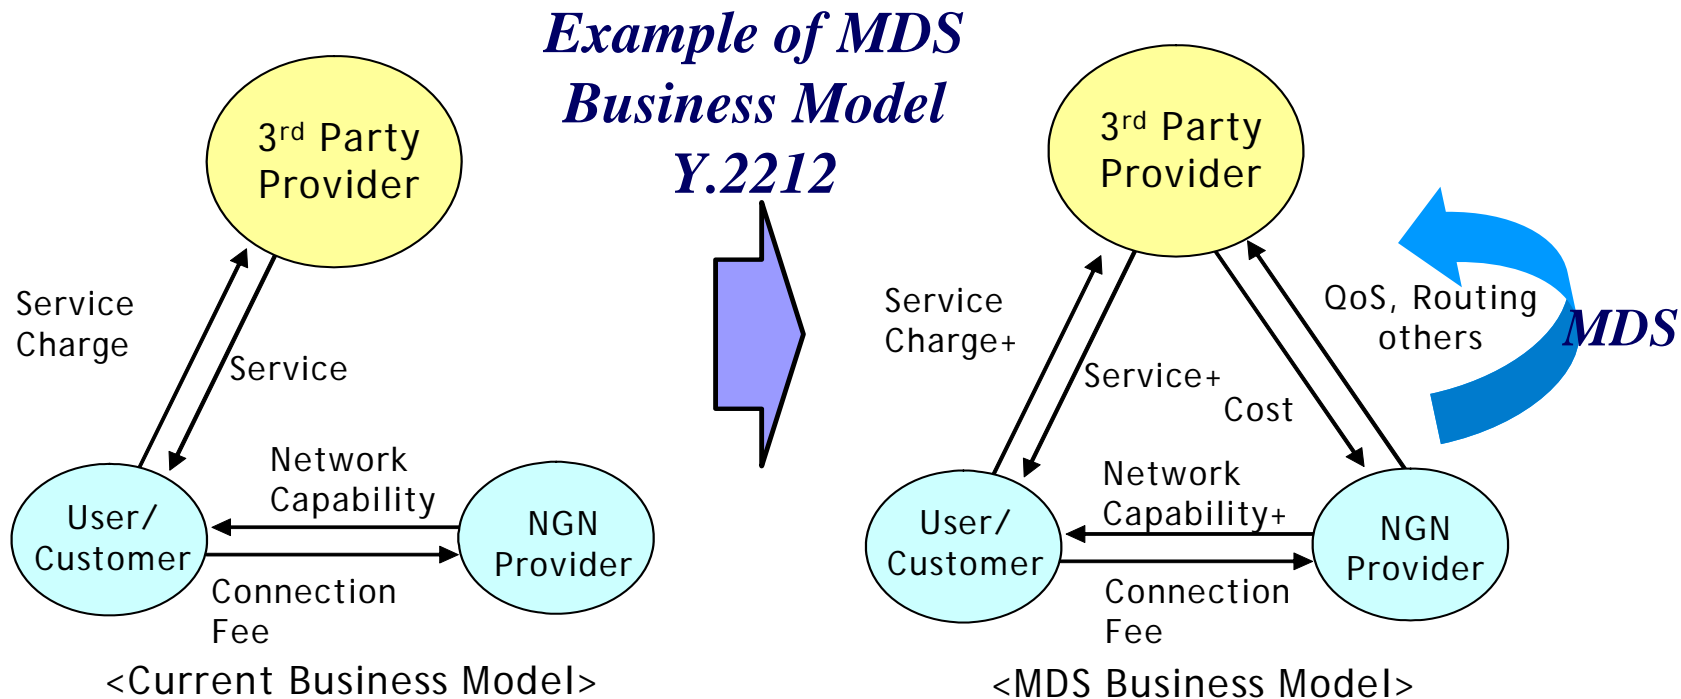 Example of MDS
Business Model
Y.2212
3rd Party
Provider
Service
Charge
Service
Network
Capability
User/
Customer
NGN
Provider
Connection
Fee
<Current Business Model>
3rd Party
Provider
Service
Charge+
Service+
Cost
QoS, Routing
others
MDS
Network
Capability+
User/
Customer
NGN
Provider
Connection
Fee
<MDS Business Model>